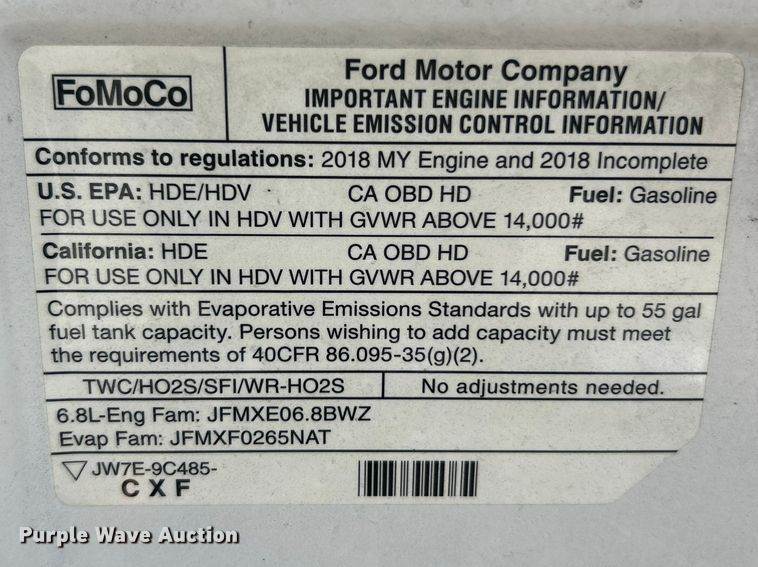 FoMoCo
Ford Motor Company
IMPORTANT ENGINE INFORMATION/
VEHICLE EMISSION CONTROL INFORMATION
Conforms to regulations: 2018 MY Engine and 2018 Incomplete
U.S. EPA: HDE/HDV CA OBD HD Fuel: Gasoline
FOR USE ONLY IN HDV WITH GVWR ABOVE 14,000#
California: HDE CA OBD HD Fuel: Gasoline
FOR USE ONLY IN HDV WITH GVWR ABOVE 14,000#
Complies with Evaporative Emissions Standards with up to 55 gal
fuel tank capacity. Persons wishing to add capacity must meet
the requirements of 40CFR 86.095-35(g)(2).
TWC/HO2S/SFI/WR-HO2S No adjustments needed.
6.8L-Eng Fam: JFMXE06.8BWZ
Evap Fam: JFMXF0265NAT
JW7E-9C485-
C X F
Purple Wave Auction